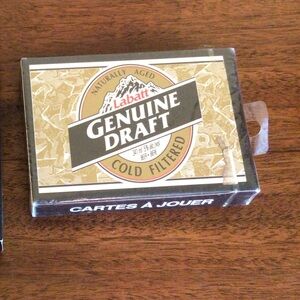 NATURALLY AGED
Labatt
GENUINE
DRAFT
COLD FILTERED
CARTES À JOUER